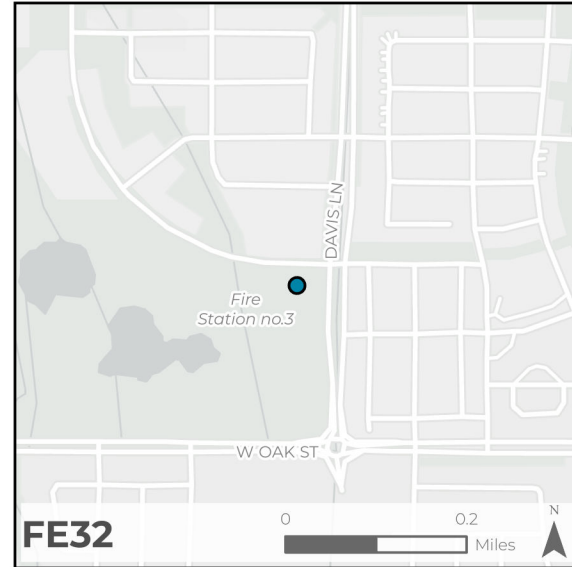 DAVIS LN
Fire
Station no.3
W OAK ST
FE32
0
0.2
Miles
N